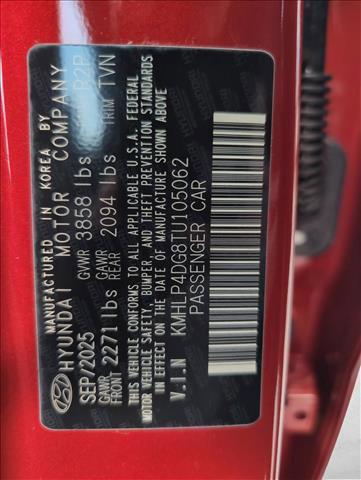 MANUFACTURED IN KOREA BY
HYUNDAI MOTOR COMPANY
SEP/2025 GVWR 3858 lbs R2P
GAWR FRONT 2271 lbs GAWR REAR 2094 lbs TRIM TVN
THIS VEHICLE CONFORMS TO ALL APPLICABLE U.S.A. FEDERAL
MOTOR VEHICLE SAFETY, BUMPER, AND THEFT PREVENTION STANDARDS
IN EFFECT ON THE DATE OF MANUFACTURE SHOWN ABOVE
V.I.N KMHLP4DG8TU105062
PASSENGER CAR